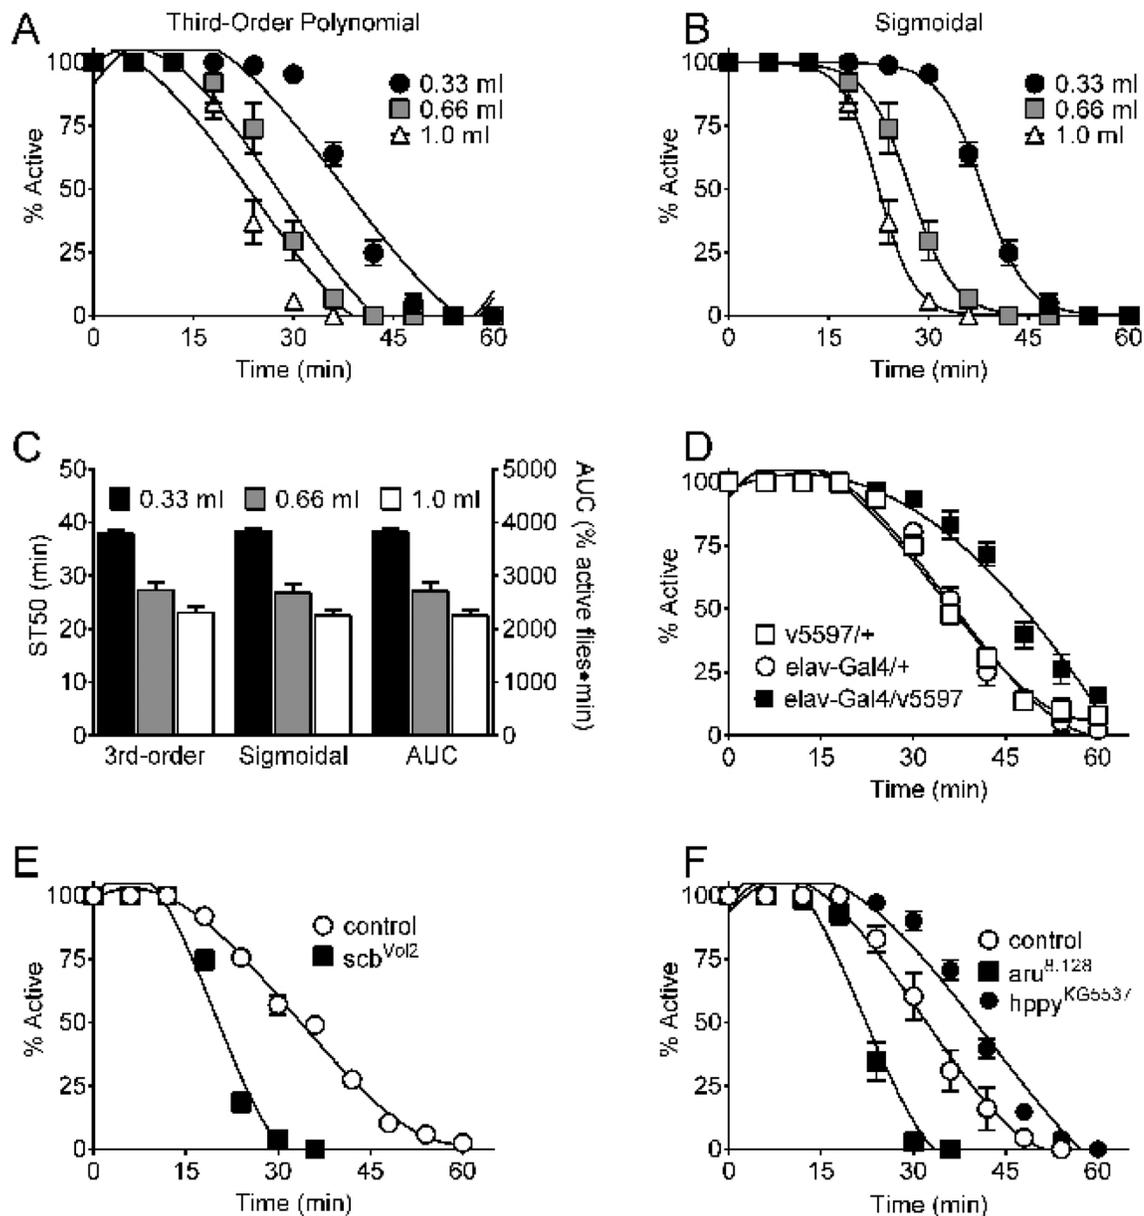 A
Third-Order Polynomial
100
75
50
25
0
% Active
0.33 ml
0.66 ml
1.0 ml
0 15 30 45 60
Time (min)
B
Sigmoidal
100
75
50
25
0
% Active
0.33 ml
0.66 ml
1.0 ml
0 15 30 45 60
Time (min)
C
50
40
30
20
10
0
ST50 (min)
0.33 ml 0.66 ml 1.0 ml
5000
4000
3000
2000
1000
0
AUC (% active flies•min)
3rd-order Sigmoidal AUC
D
100
75
50
25
0
% Active
v5597/+
elav-Gal4/+
elav-Gal4/v5597
0 15 30 45 60
Time (min)
E
100
75
50
25
0
% Active
control
scb^Vol2
0 15 30 45 60
Time (min)
F
100
75
50
25
0
% Active
control
aru^8.128
hppy^KG5537
0 15 30 45 60
Time (min)